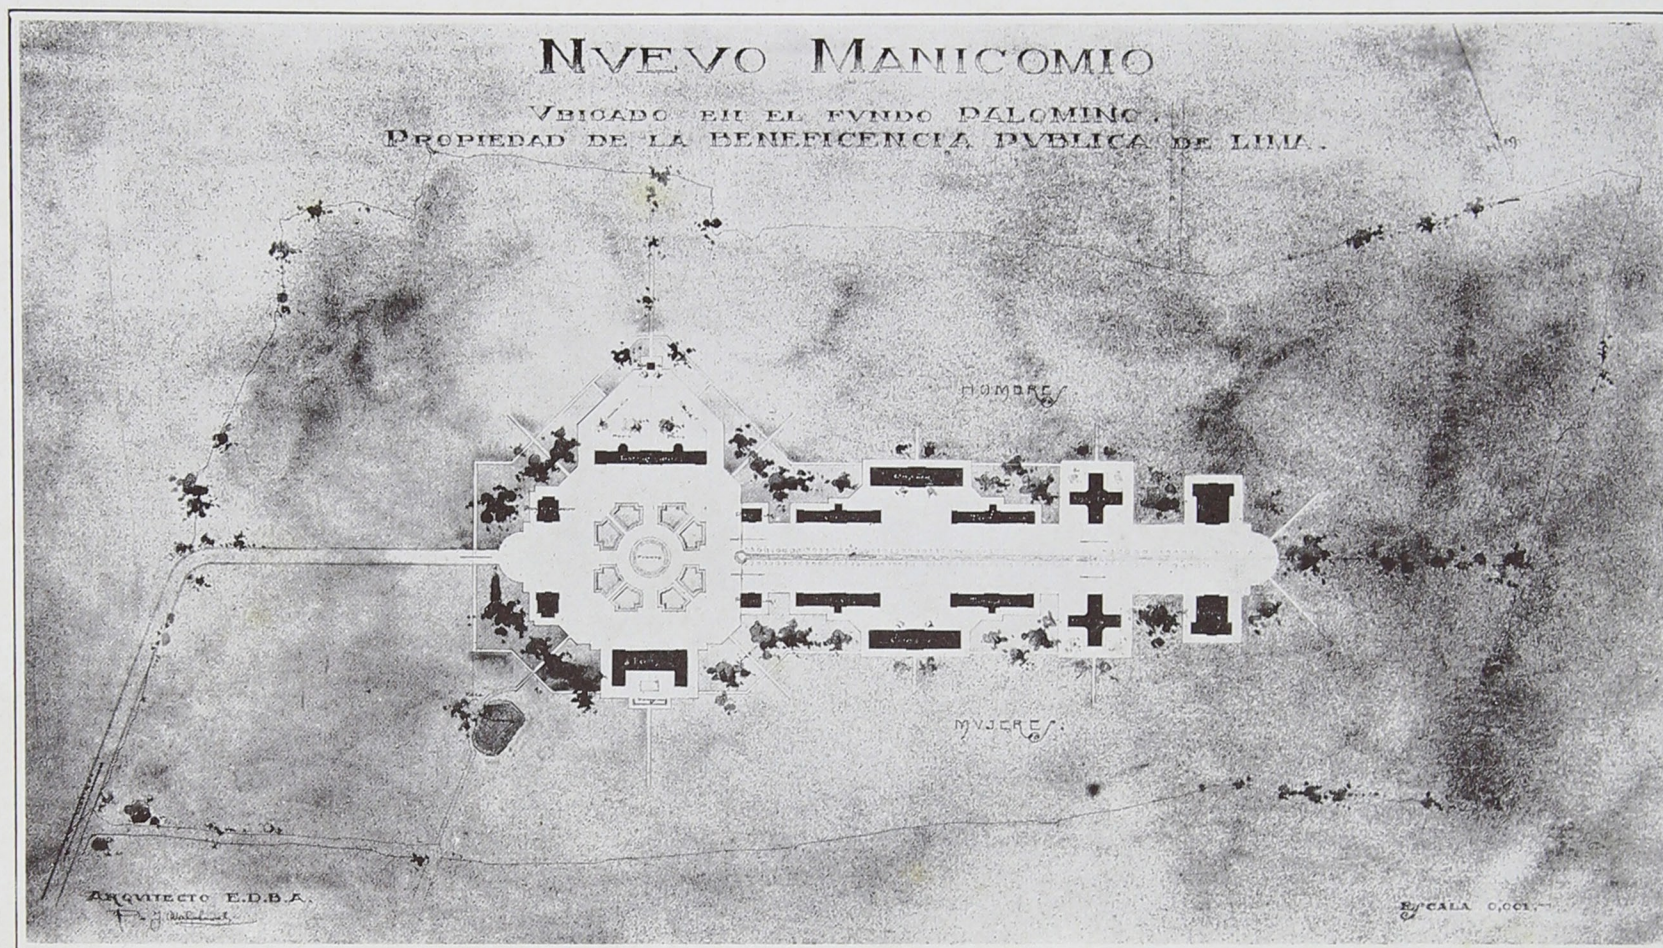 NVEVO MANICOMIO
VBICADO EN EL FVNDO PALOMINO.
PROPIEDAD DE LA BENEFICENCIA PVBLICA DE LIMA.
HOMBRES
MVJERES.
ARQVITECTO E.D.B.A.
ESCALA 0,001.